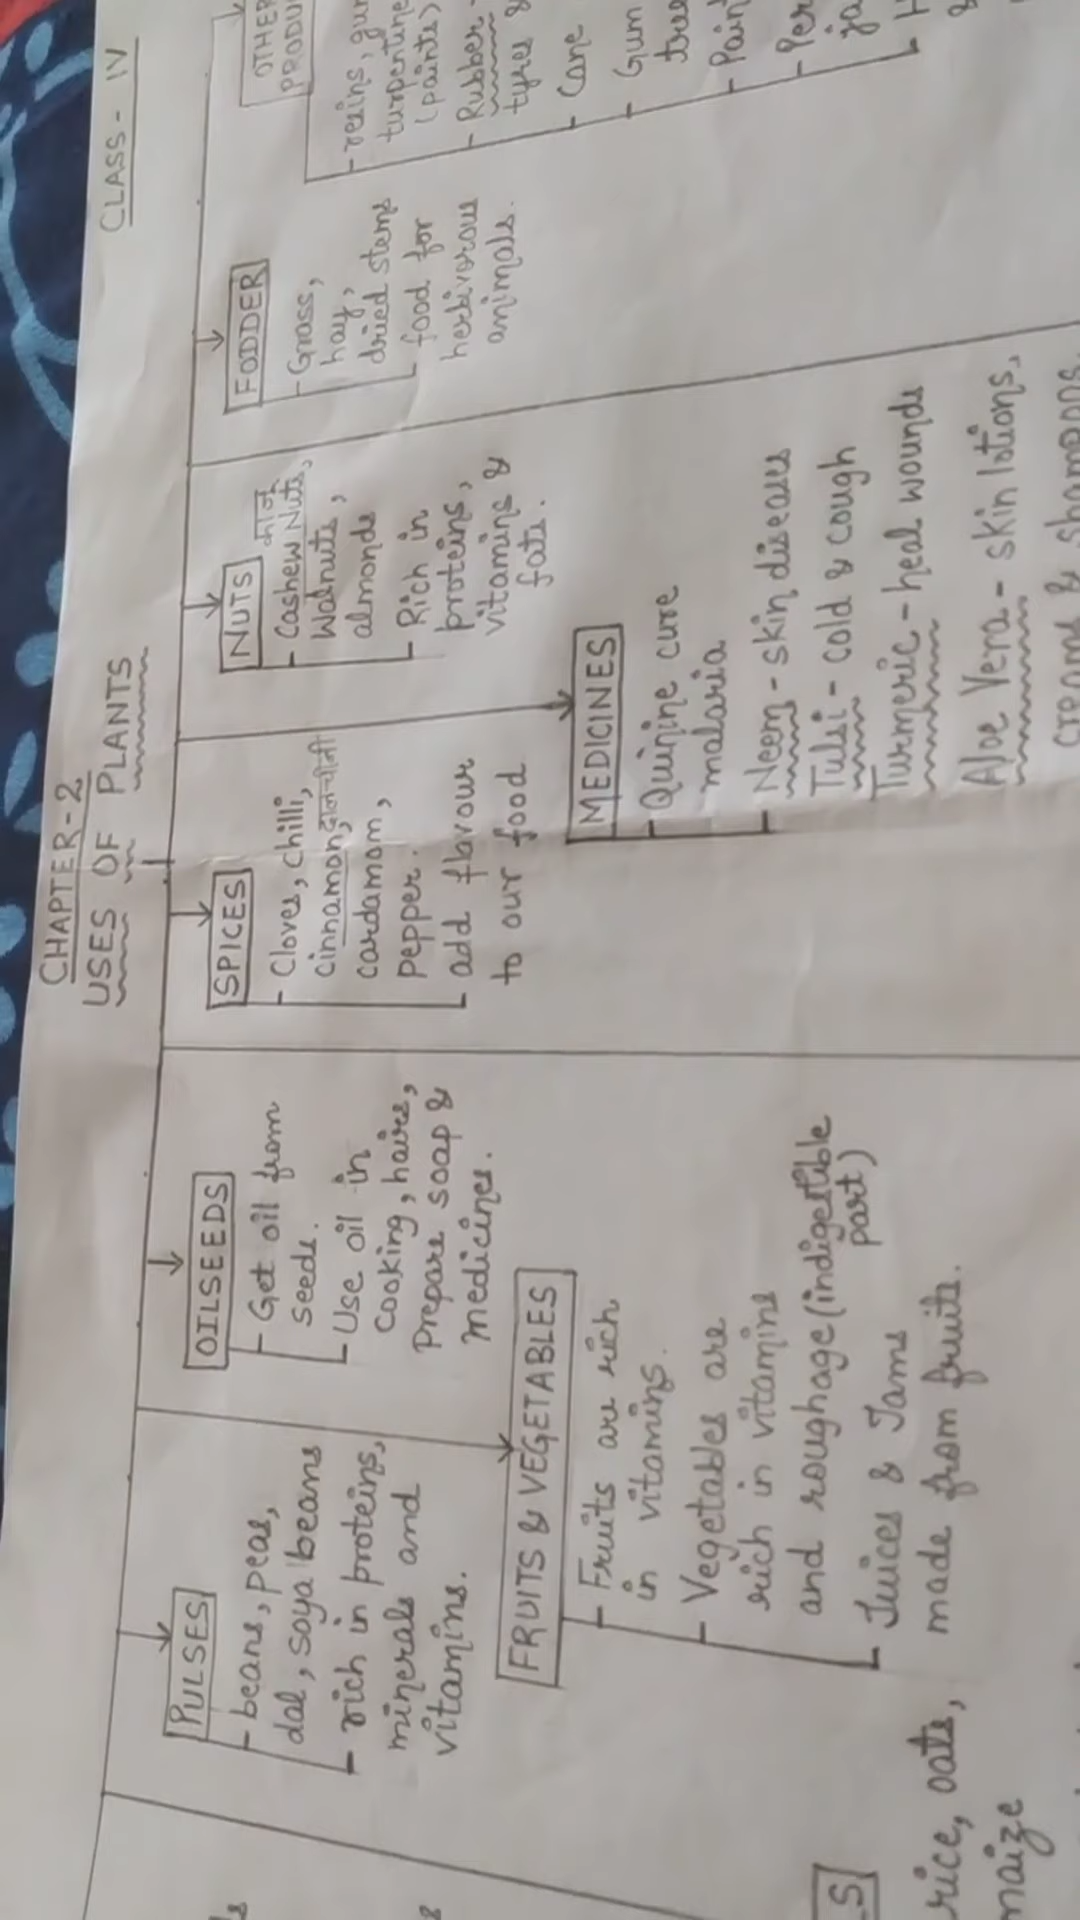 CHAPTER-2
CLASS - IV
USES OF PLANTS
PULSES
- beans, peas,
dal, soya beans
- rich in proteins,
minerals and
vitamins.
OILSEEDS
- Get oil from
seeds.
- Use oil in
cooking, hairs,
prepare soap &
medicines.
FRUITS & VEGETABLES
- Fruits are rich
in vitamins.
- Vegetables are
rich in vitamins
and roughage (indigestible
part)
- Juices & Jams
made from fruits.
SPICES
- Cloves, chilli,
cinnamon, दालचीनी
cardamom,
pepper.
- add flavour
to our food
NUTS
काजू
- Cashew Nuts,
Walnuts,
almonds
- Rich in
proteins,
vitamins &
fats.
MEDICINES
- Quinine cure
malaria
- Neem - skin diseases
Tulsi - cold & cough
Turmeric - heal wounds
Aloe Vera - skin lotions,
creams & shampoos
FODDER
- Grass,
hay,
dried stems
- food for
herbivorous
animals.
OTHER
- resins, gum
turpentine
(paints)
- Rubber -
tyres &
- Cane
- Gum
rice, oats,
maize